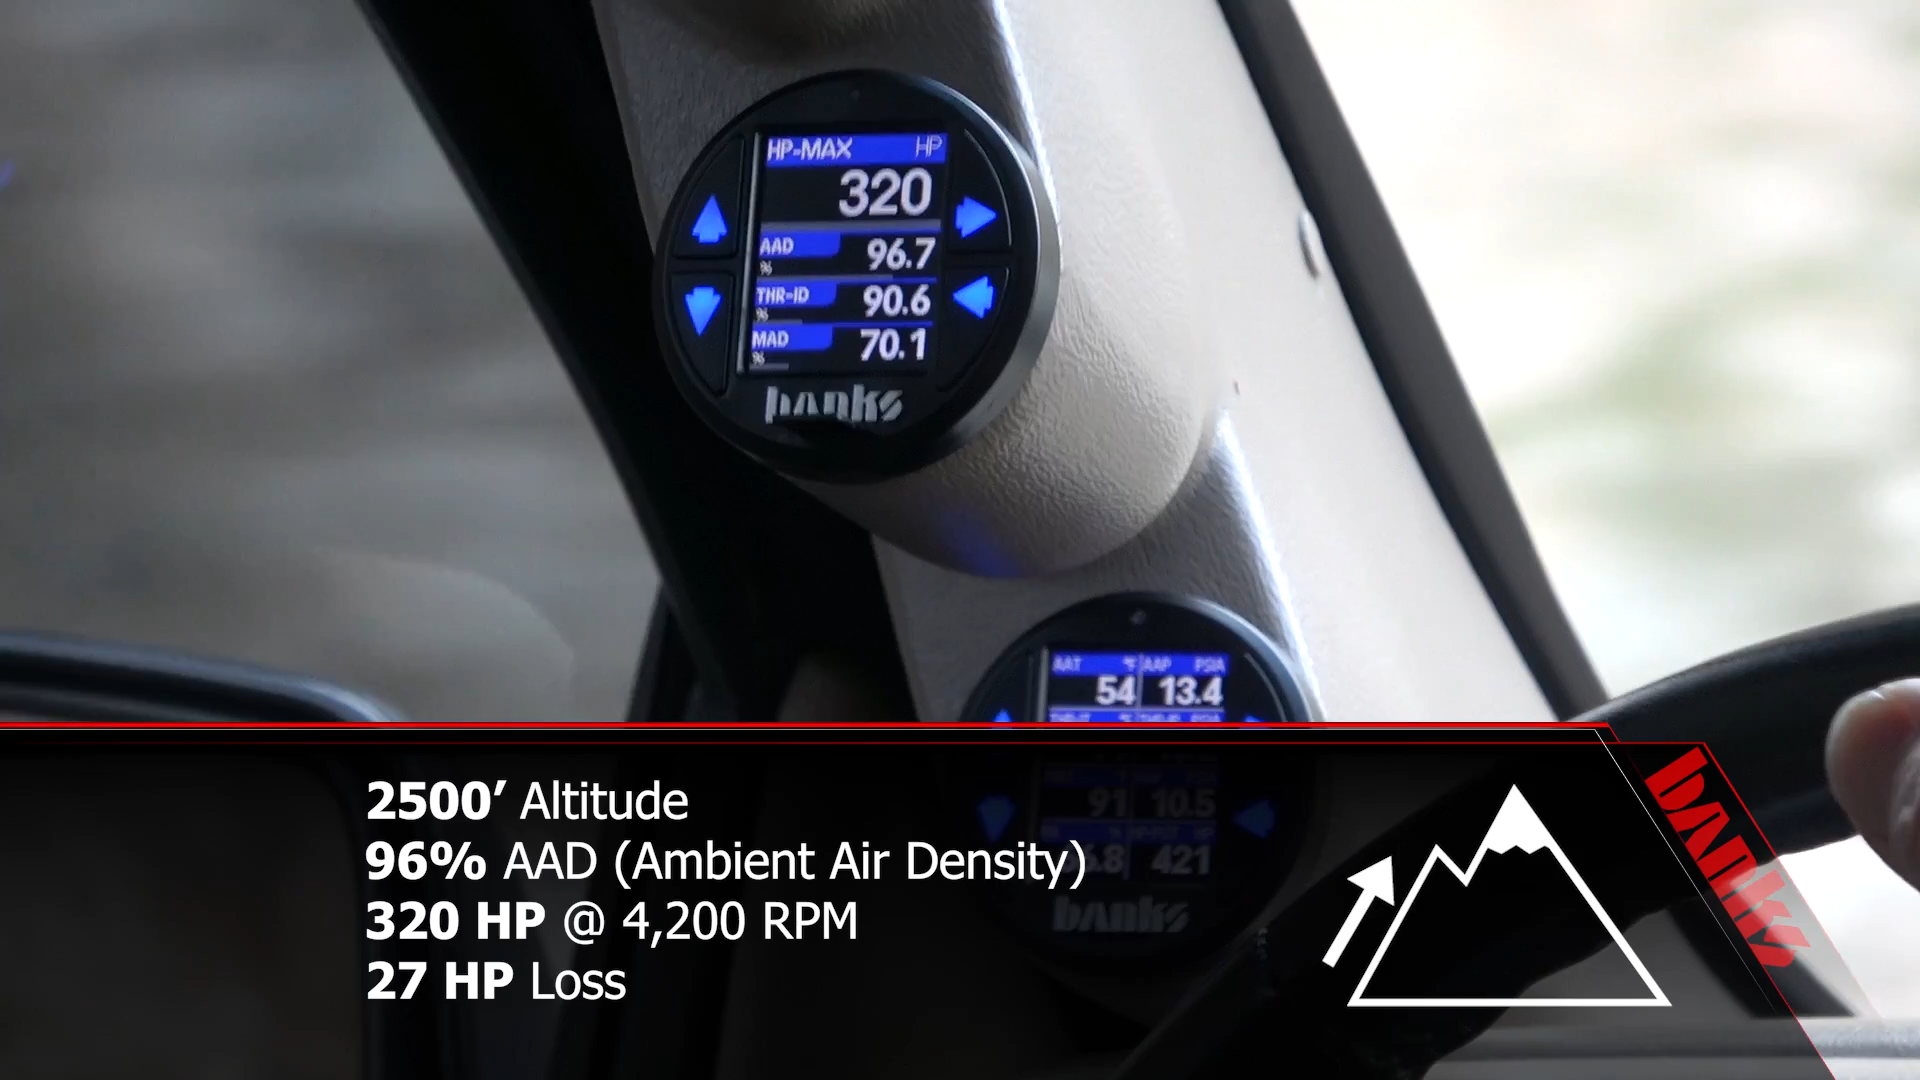 HP-MAX HP
320
AAD
% 96.7
THR-ID
% 90.6
MAD
% 70.1
banks
AAT °F AAP PSIA
54 13.4
91 10.5
6.8 421
banks
2500’ Altitude
96% AAD (Ambient Air Density)
320 HP @ 4,200 RPM
27 HP Loss
banks